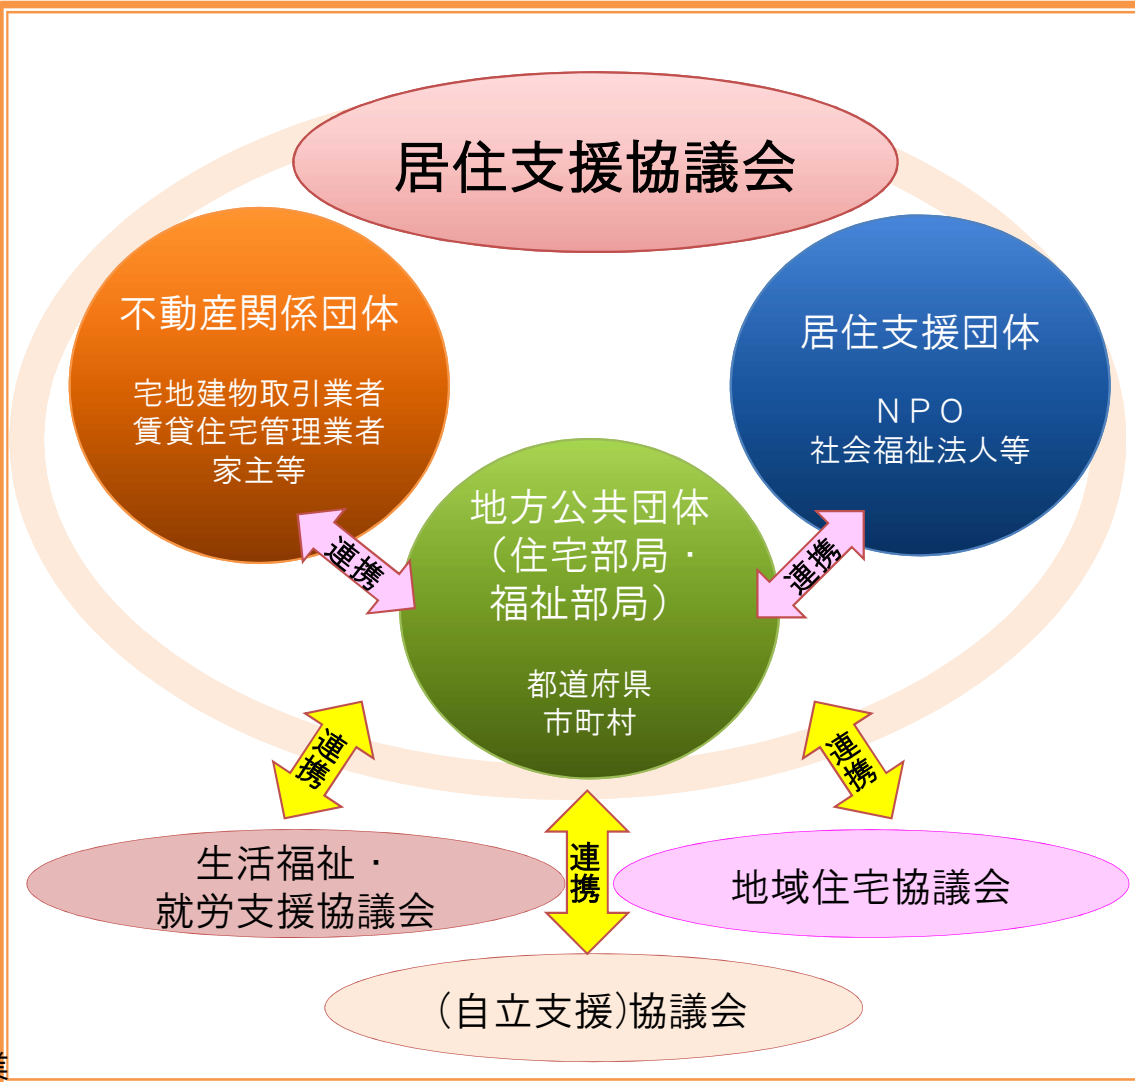 居住支援協議会
不動産関係団体
宅地建物取引業者
賃貸住宅管理業者
家主等
居住支援団体
ＮＰＯ
社会福祉法人等
地方公共団体
（住宅部局・
福祉部局）
都道府県
市町村
連携
連携
連携
連携
連携
生活福祉・
就労支援協議会
地域住宅協議会
（自立支援）協議会